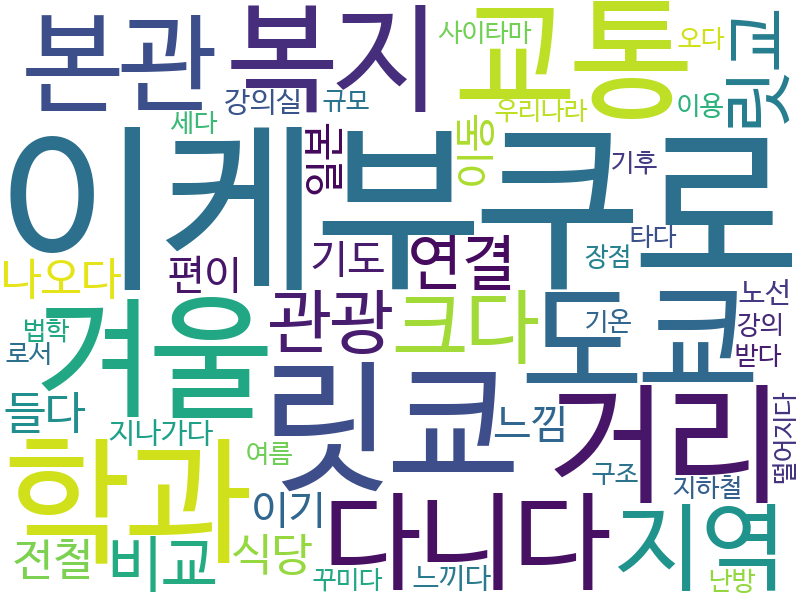 본관
복지
교통
사이타마
오다
릿교
강의실
규모
우리나라
이용
세다
일본
이동
기후
이케부쿠로
나오다
편이
기도
연결
장점
타다
겨울
관광
크다
도쿄
기온
노선
강의
받다
법학
로서
들다
지나가다
여름
릿쿄
느낌
거리
구조
지하철
떨어지다
학과
이기
다니다
지역
전철
비교
식당
꾸미다
느끼다
난방